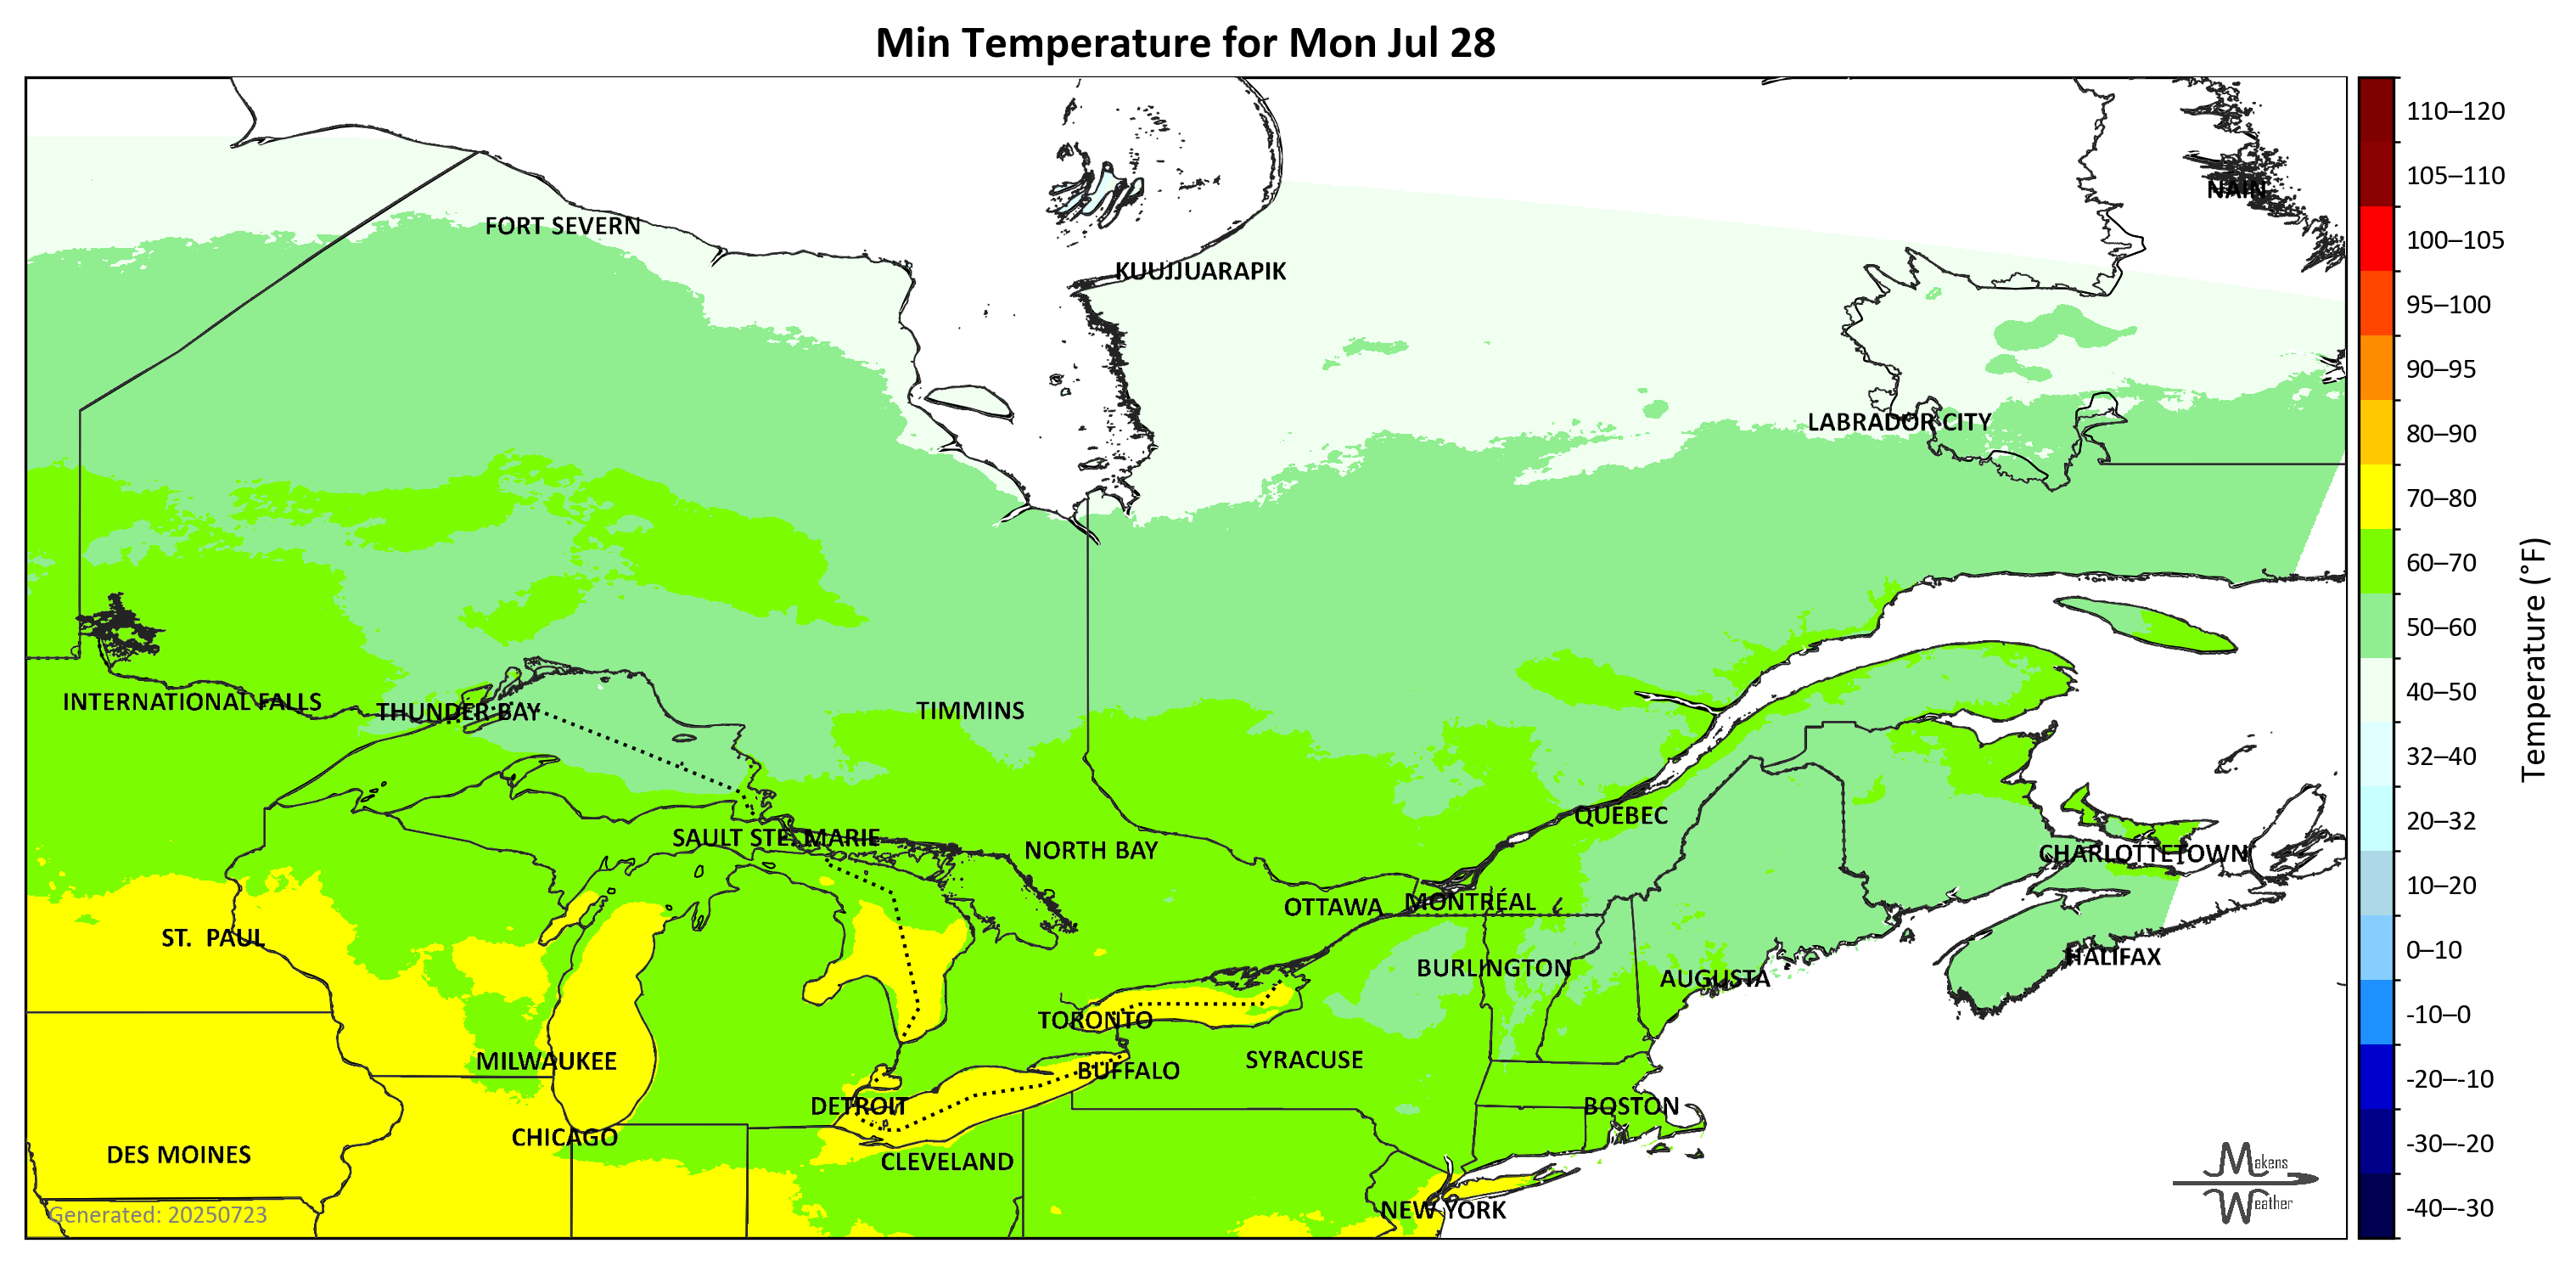 Min Temperature for Mon Jul 28
110–120
105–110
100–105
95–100
90–95
80–90
70–80
60–70
50–60
40–50
32–40
20–32
10–20
0–10
-10–0
-20–-10
-30–-20
-40–-30
Temperature (°F)
NAIN
FORT SEVERN
KUUJJUARAPIK
LABRADOR CITY
INTERNATIONAL FALLS
THUNDER BAY
TIMMINS
QUÉBEC
SAULT STE. MARIE
NORTH BAY
CHARLOTTETOWN
OTTAWA
MONTRÉAL
ST. PAUL
HALIFAX
BURLINGTON
AUGUSTA
TORONTO
MILWAUKEE
SYRACUSE
BUFFALO
DETROIT
BOSTON
CHICAGO
DES MOINES
CLEVELAND
NEW YORK
Generated: 20250723
Makens
Weather